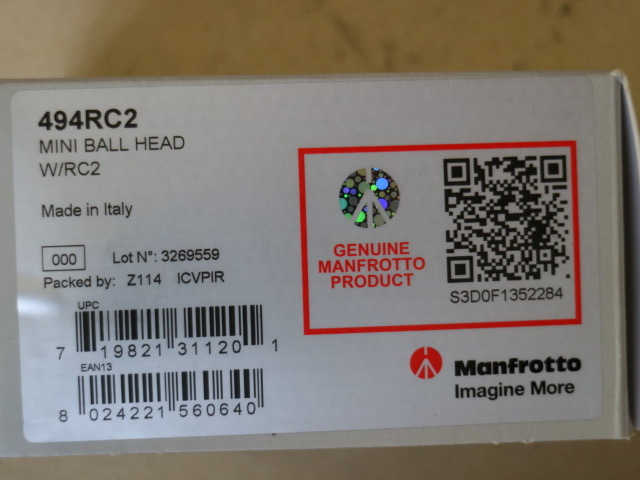 494RC2
MINI BALL HEAD
W/RC2
Made in Italy
000 Lot N°: 3269559
Packed by: Z114 ICVPIR
UPC
7 19821 31120 1
EAN13
8 024221 560640
GENUINE
MANFROTTO
PRODUCT
S3D0F1352284
Manfrotto
Imagine More